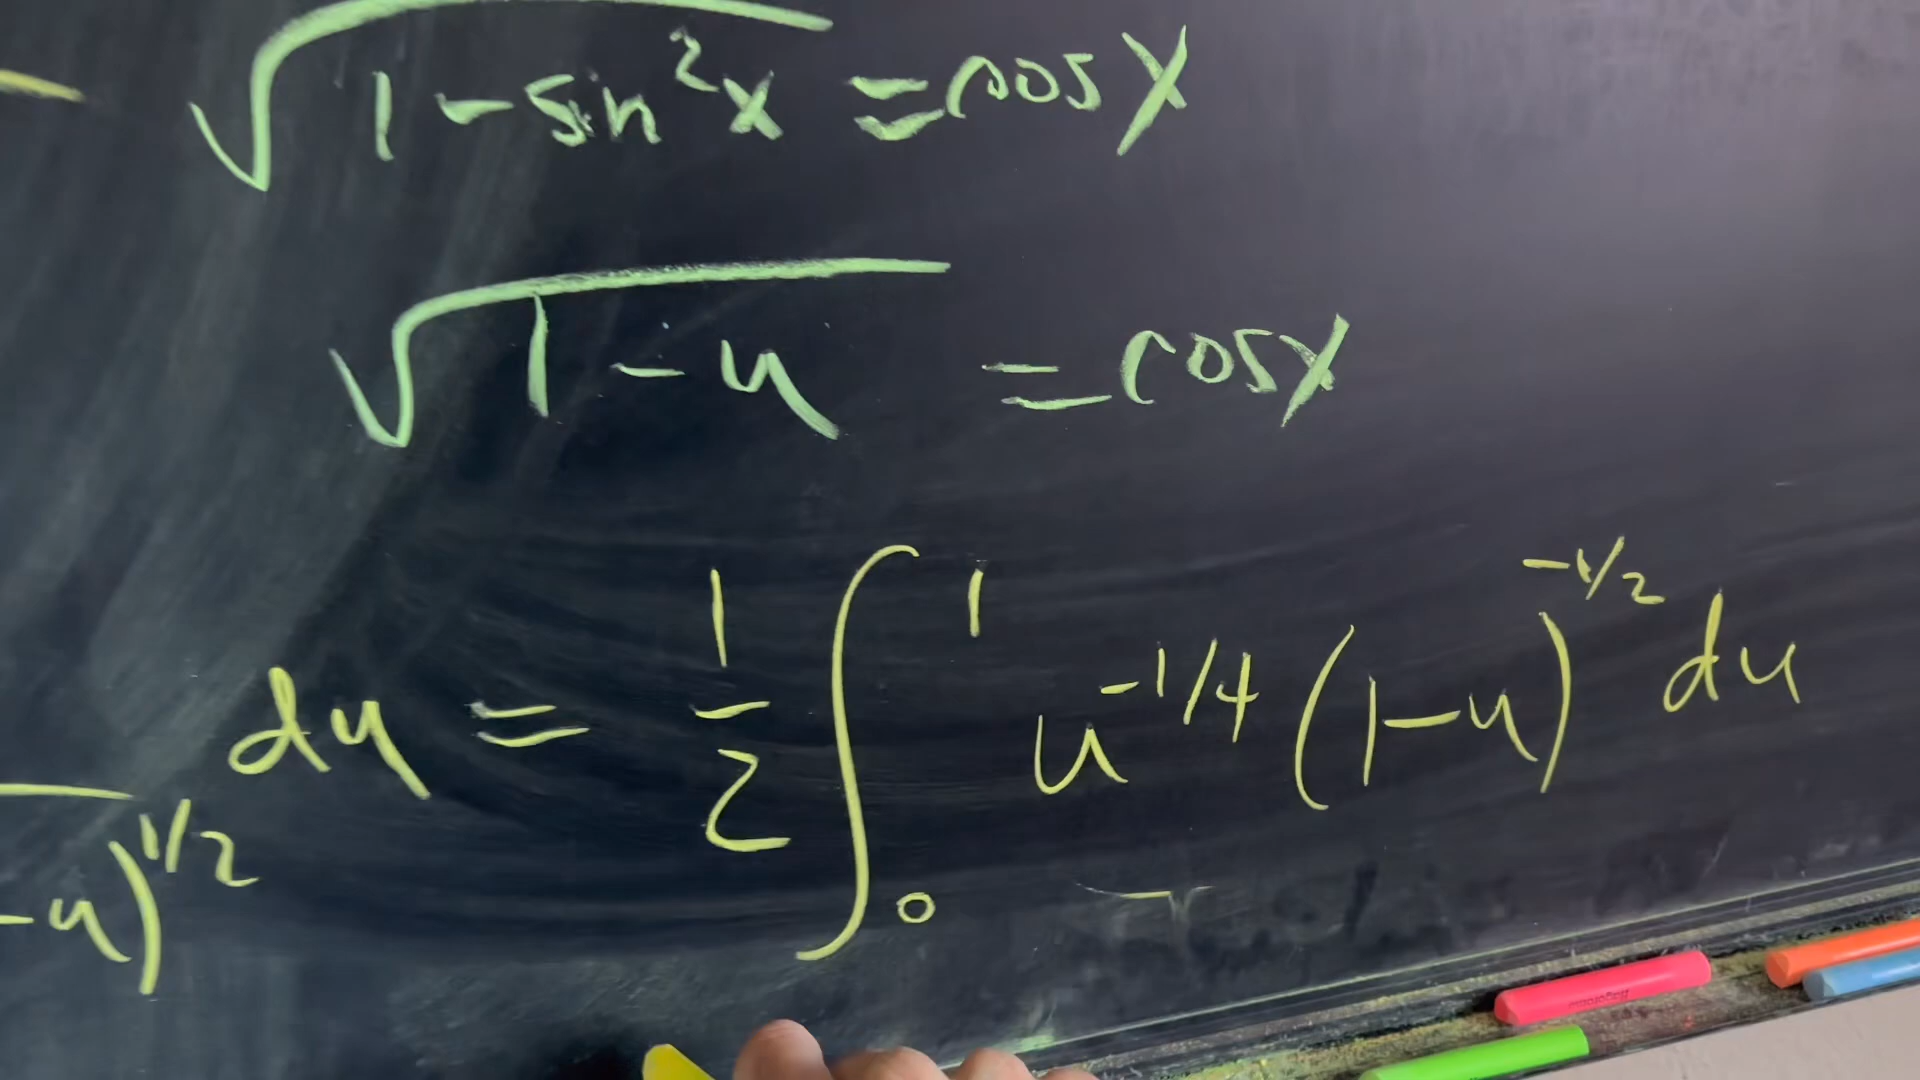 √(1-sin²x) = cos x
√(1-u) = cos x
du = 1/2 ∫₀¹ u^(-1/4) (1-u)^(-1/2) du
-u)^(1/2)